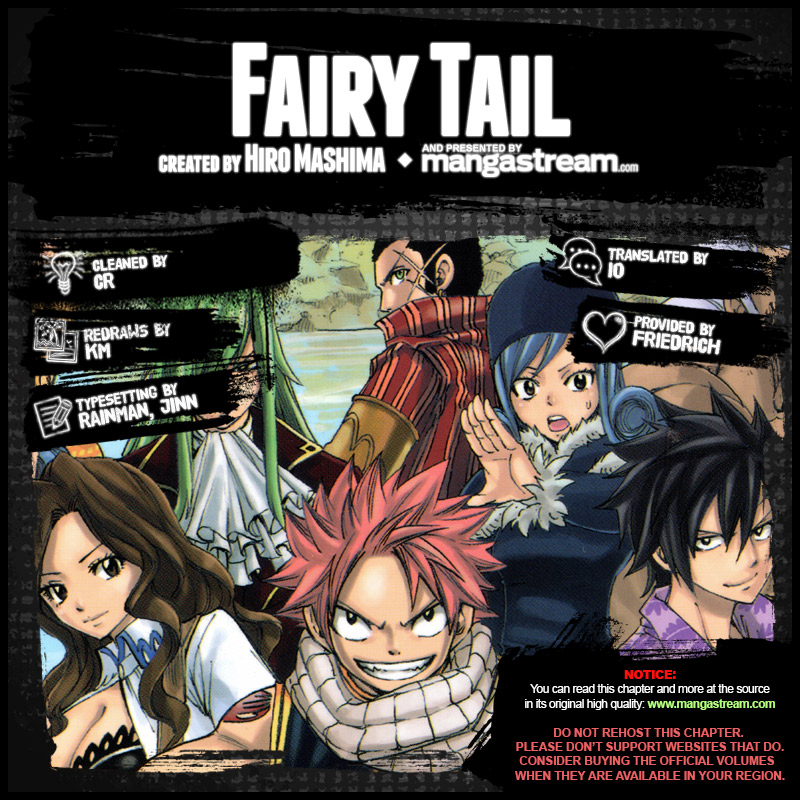 FAIRY TAIL
CREATED BY HIRO MASHIMA ◆ AND PRESENTED BY mangastream.com
CLEANED BY
CR
REDRAWS BY
KM
TYPESETTING BY
RAINMAN, JINN
TRANSLATED BY
IO
PROVIDED BY
FRIEDRICH
NOTICE:
You can read this chapter and more at the source
in its original high quality: www.mangastream.com
DO NOT REHOST THIS CHAPTER.
PLEASE DON'T SUPPORT WEBSITES THAT DO.
CONSIDER BUYING THE OFFICIAL VOLUMES
WHEN THEY ARE AVAILABLE IN YOUR REGION.